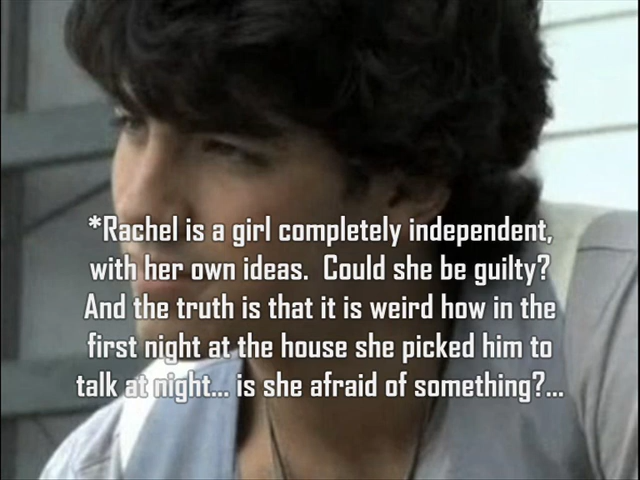 *Rachel is a girl completely independent,
with her own ideas.  Could she be guilty?
And the truth is that it is weird how in the
first night at the house she picked him to
talk at night... is she afraid of something?...